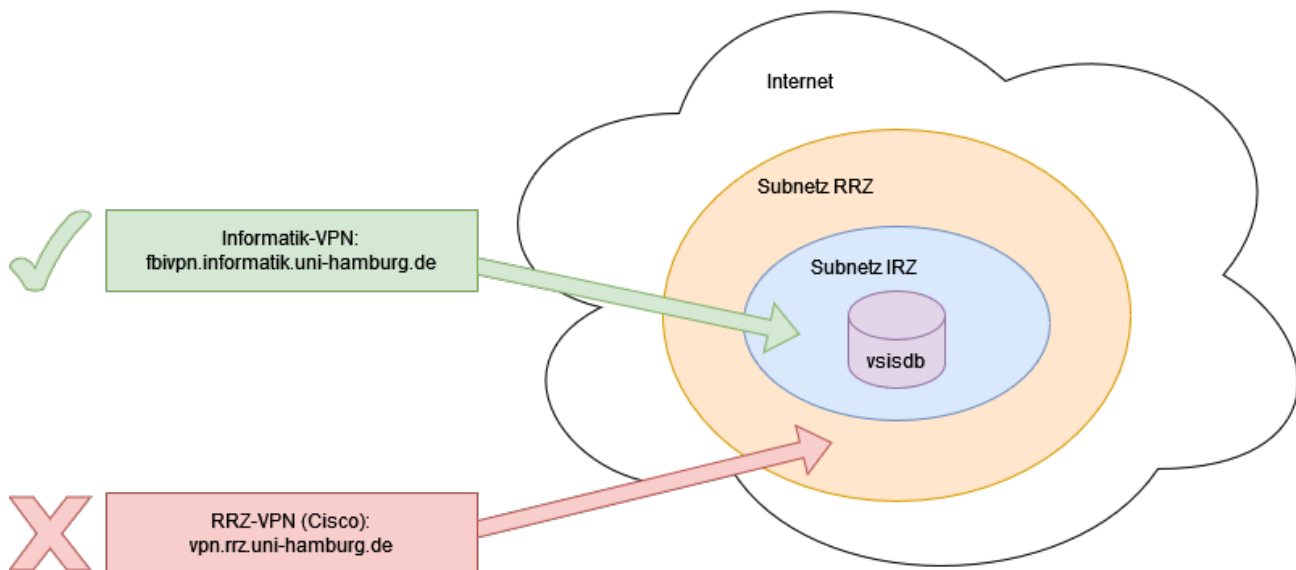 Internet
Subnetz RRZ
Informatik-VPN:
fbivpn.informatik.uni-hamburg.de
Subnetz IRZ
vsisdb
RRZ-VPN (Cisco):
vpn.rrz.uni-hamburg.de